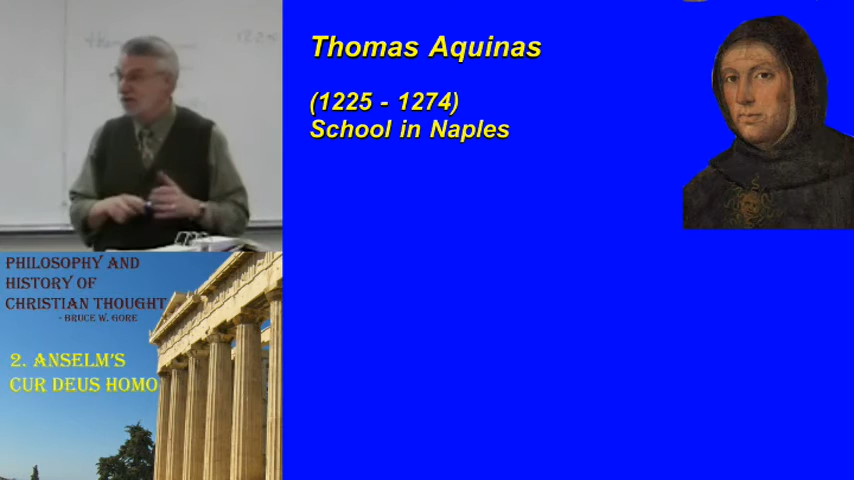 Thomas Aquinas
(1225 - 1274)
School in Naples
PHILOSOPHY AND
HISTORY OF
CHRISTIAN THOUGHT
- BRUCE W. GORE
2. ANSELM'S
CUR DEUS HOMO